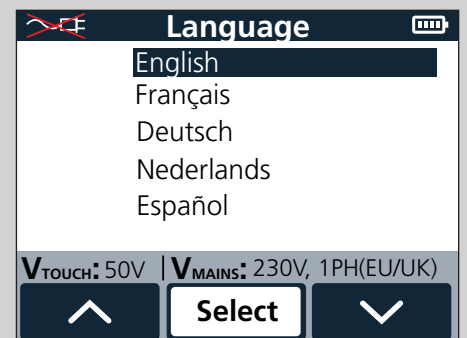 Language
English
Français
Deutsch
Nederlands
Español
VTOUCH: 50V | VMAINS: 230V, 1PH(EU/UK)
Select